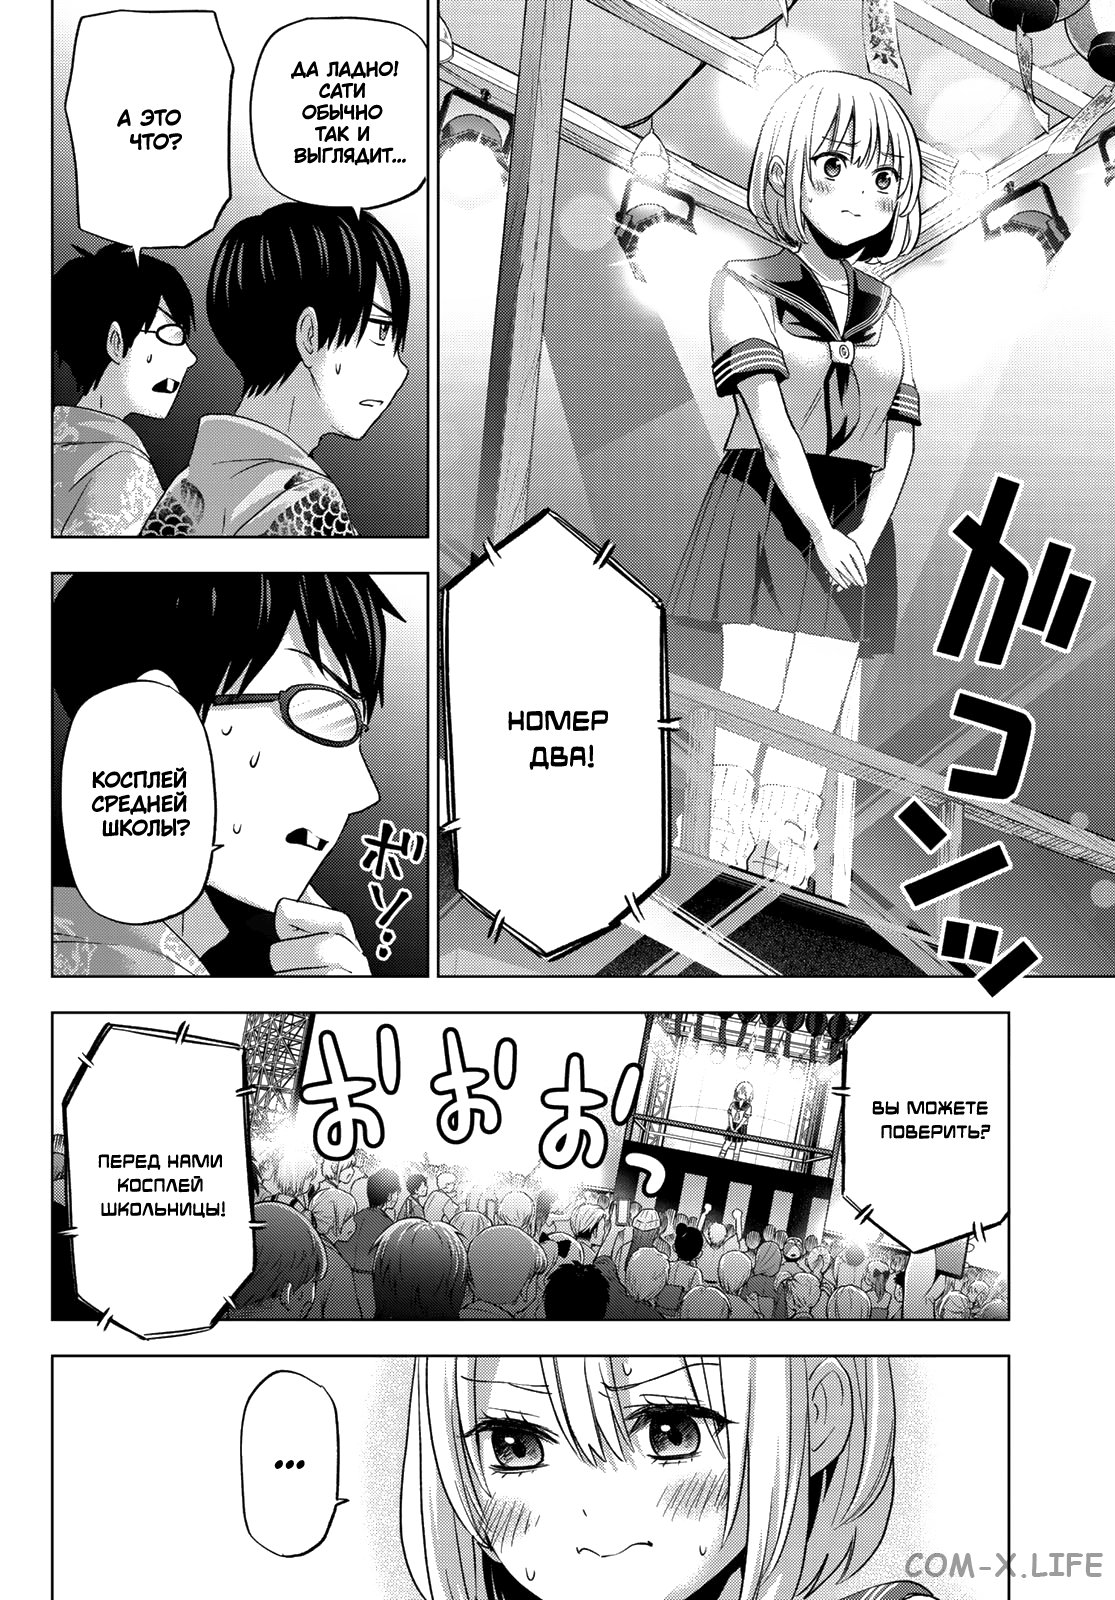 ДА ЛАДНО!
САТИ
ОБЫЧНО
ТАК И
ВЫГЛЯДИТ...
А ЭТО
ЧТО?
ガコンッ
НОМЕР
ДВА!
КОСПЛЕЙ
СРЕДНЕЙ
ШКОЛЫ?
ボソ…
ВЫ МОЖЕТЕ
ПОВЕРИТЬ?
おおおっ
ПЕРЕД НАМИ
КОСПЛЕЙ
ШКОЛЬНИЦЫ!
...
COM-X.LIFE